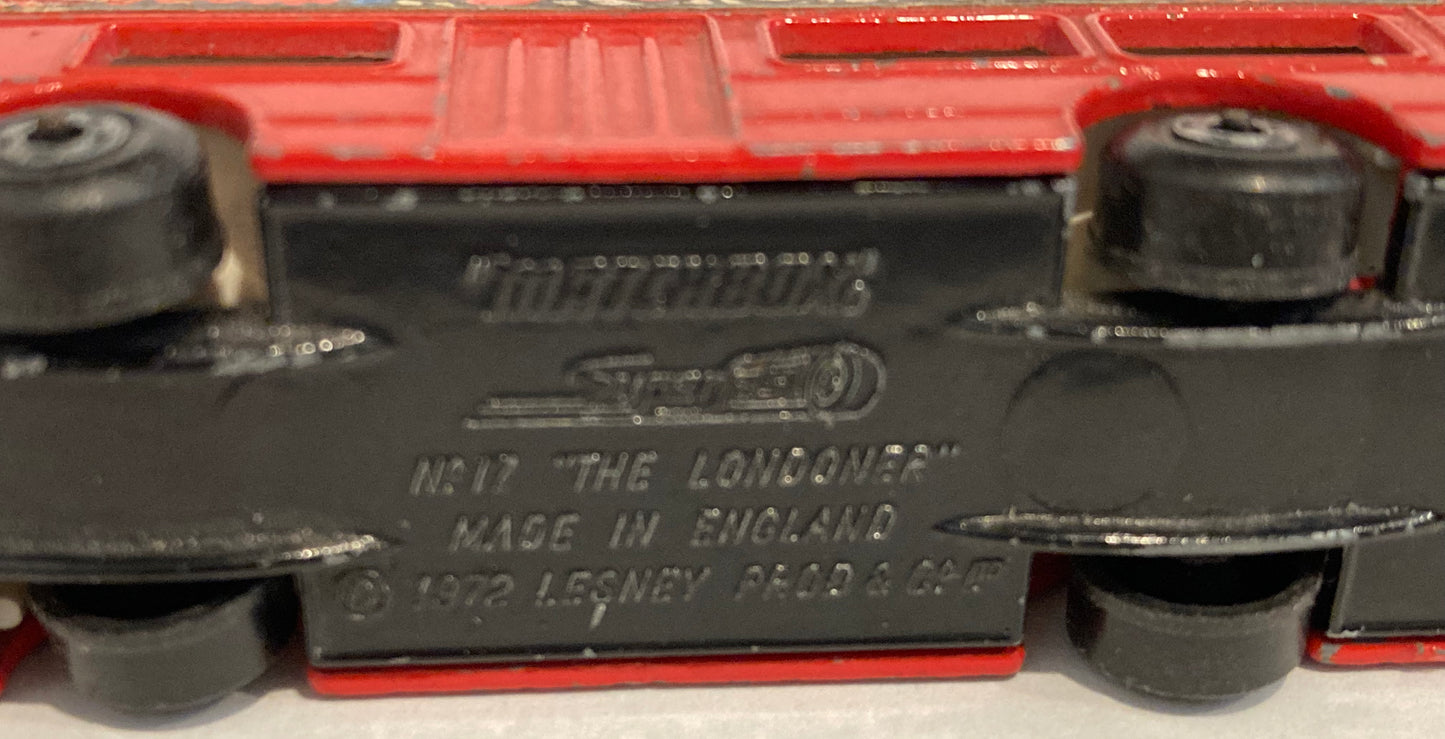 "MATCHBOX"
Superfast
No 17 "THE LONDONER"
MADE IN ENGLAND
© 1972 LESNEY PROD & Co LTD